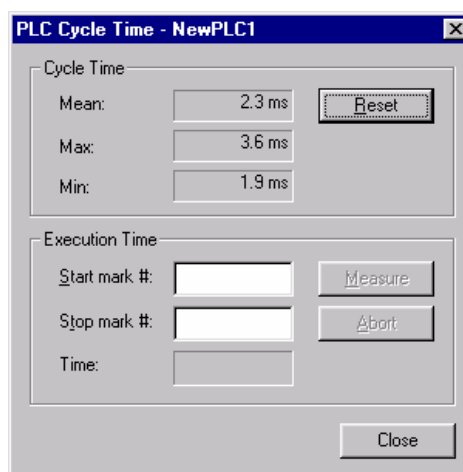 PLC Cycle Time - NewPLC1
Cycle Time
Mean: 2.3 ms Reset
Max: 3.6 ms
Min: 1.9 ms
Execution Time
Start mark #: Measure
Stop mark #: Abort
Time:
Close